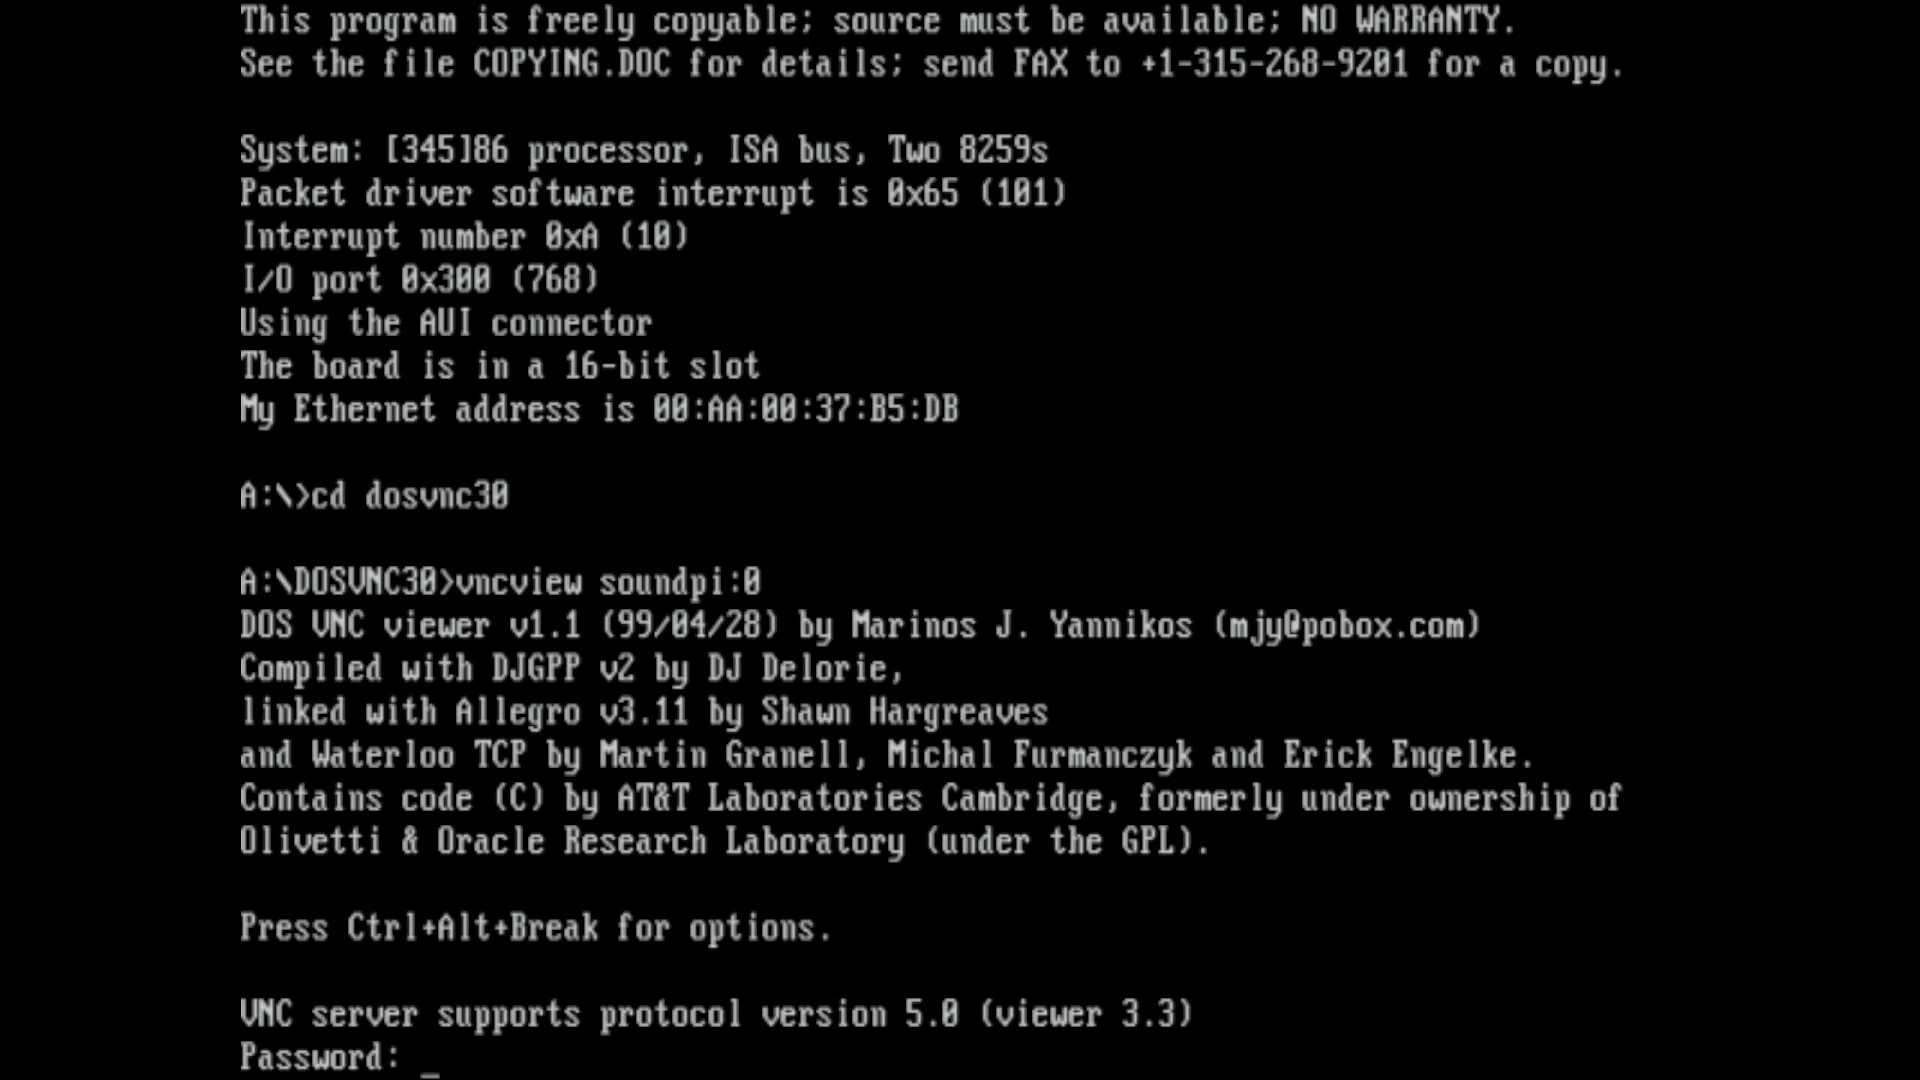 This program is freely copyable; source must be available; NO WARRANTY.
See the file COPYING.DOC for details; send FAX to +1-315-268-9201 for a copy.
System: [345]86 processor, ISA bus, Two 8259s
Packet driver software interrupt is 0x65 (101)
Interrupt number 0xA (10)
I/O port 0x300 (768)
Using the AUI connector
The board is in a 16-bit slot
My Ethernet address is 00:AA:00:37:B5:DB
A:\>cd dosvnc30
A:\DOSVNC30>vncview soundpi:0
DOS VNC viewer v1.1 (99/04/28) by Marinos J. Yannikos (mjy@pobox.com)
Compiled with DJGPP v2 by DJ Delorie,
linked with Allegro v3.11 by Shawn Hargreaves
and Waterloo TCP by Martin Granell, Michal Furmanczyk and Erick Engelke.
Contains code (C) by AT&T Laboratories Cambridge, formerly under ownership of
Olivetti & Oracle Research Laboratory (under the GPL).
Press Ctrl+Alt+Break for options.
VNC server supports protocol version 5.0 (viewer 3.3)
Password: _